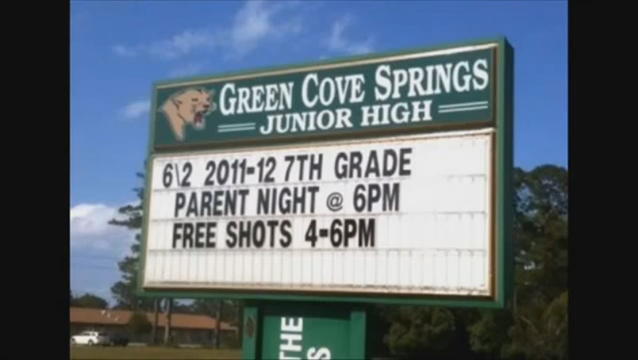 GREEN COVE SPRINGS
JUNIOR HIGH
6\2 2011-12 7TH GRADE
PARENT NIGHT @ 6PM
FREE SHOTS 4-6PM
THE
S